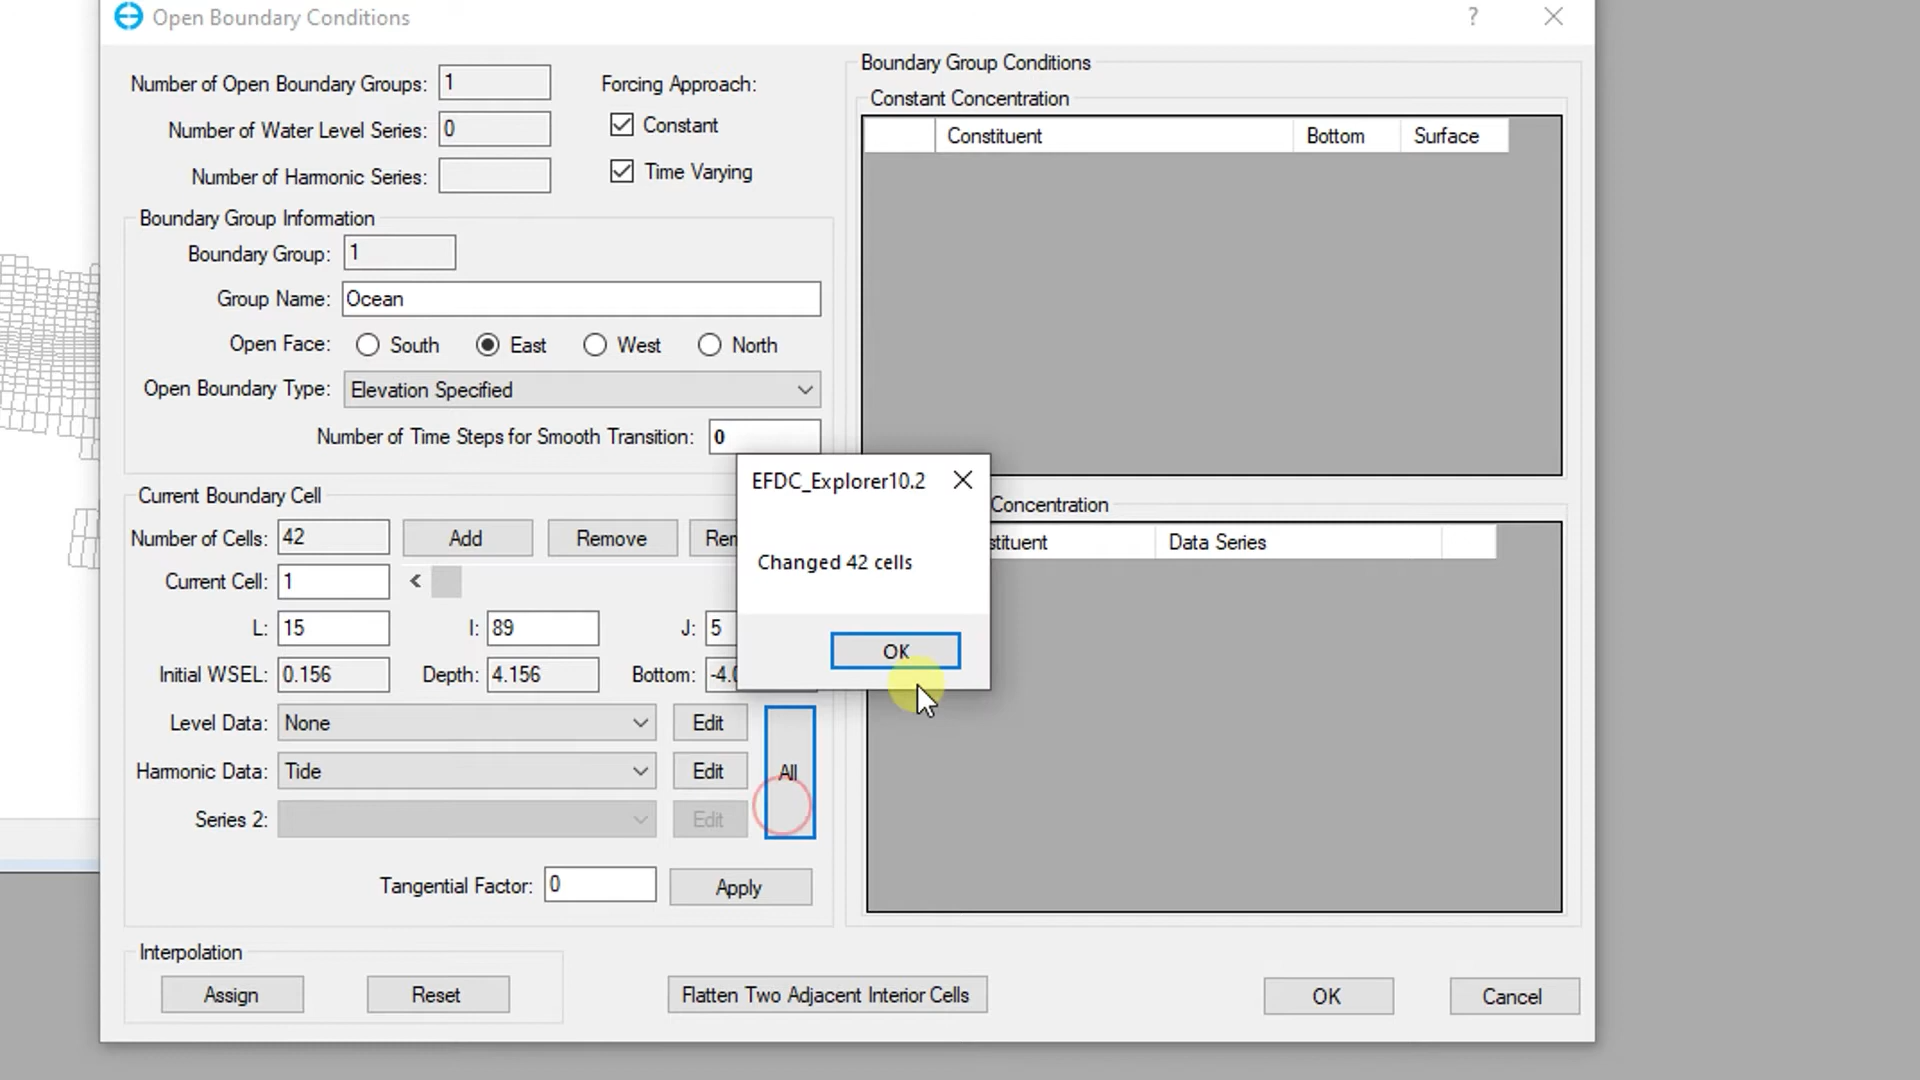 Open Boundary Conditions
?
Number of Open Boundary Groups: 1
Forcing Approach:
Number of Water Level Series: 0
Constant
Number of Harmonic Series:
Time Varying
Boundary Group Information
Boundary Group: 1
Group Name: Ocean
Open Face: South East West North
Open Boundary Type: Elevation Specified
Number of Time Steps for Smooth Transition: 0
Current Boundary Cell
Number of Cells: 42 Add Remove Rem
Current Cell: 1 <
L: 15 I: 89 J: 5
Initial WSEL: 0.156 Depth: 4.156 Bottom: -4.0
Level Data: None Edit
Harmonic Data: Tide Edit All
Series 2: Edit
Tangential Factor: 0 Apply
Interpolation
Assign Reset
Flatten Two Adjacent Interior Cells
Boundary Group Conditions
Constant Concentration
Constituent Bottom Surface
Concentration
stituent Data Series
EFDC_Explorer10.2
Changed 42 cells
OK
OK Cancel